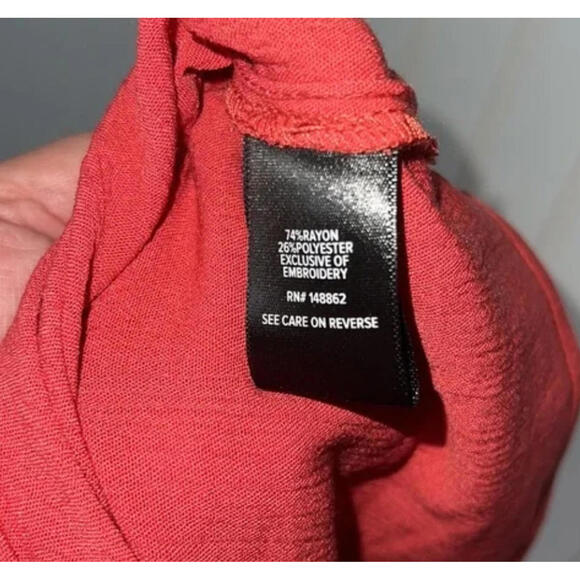 74%RAYON
26%POLYESTER
EXCLUSIVE OF
EMBROIDERY
RN# 148862
SEE CARE ON REVERSE